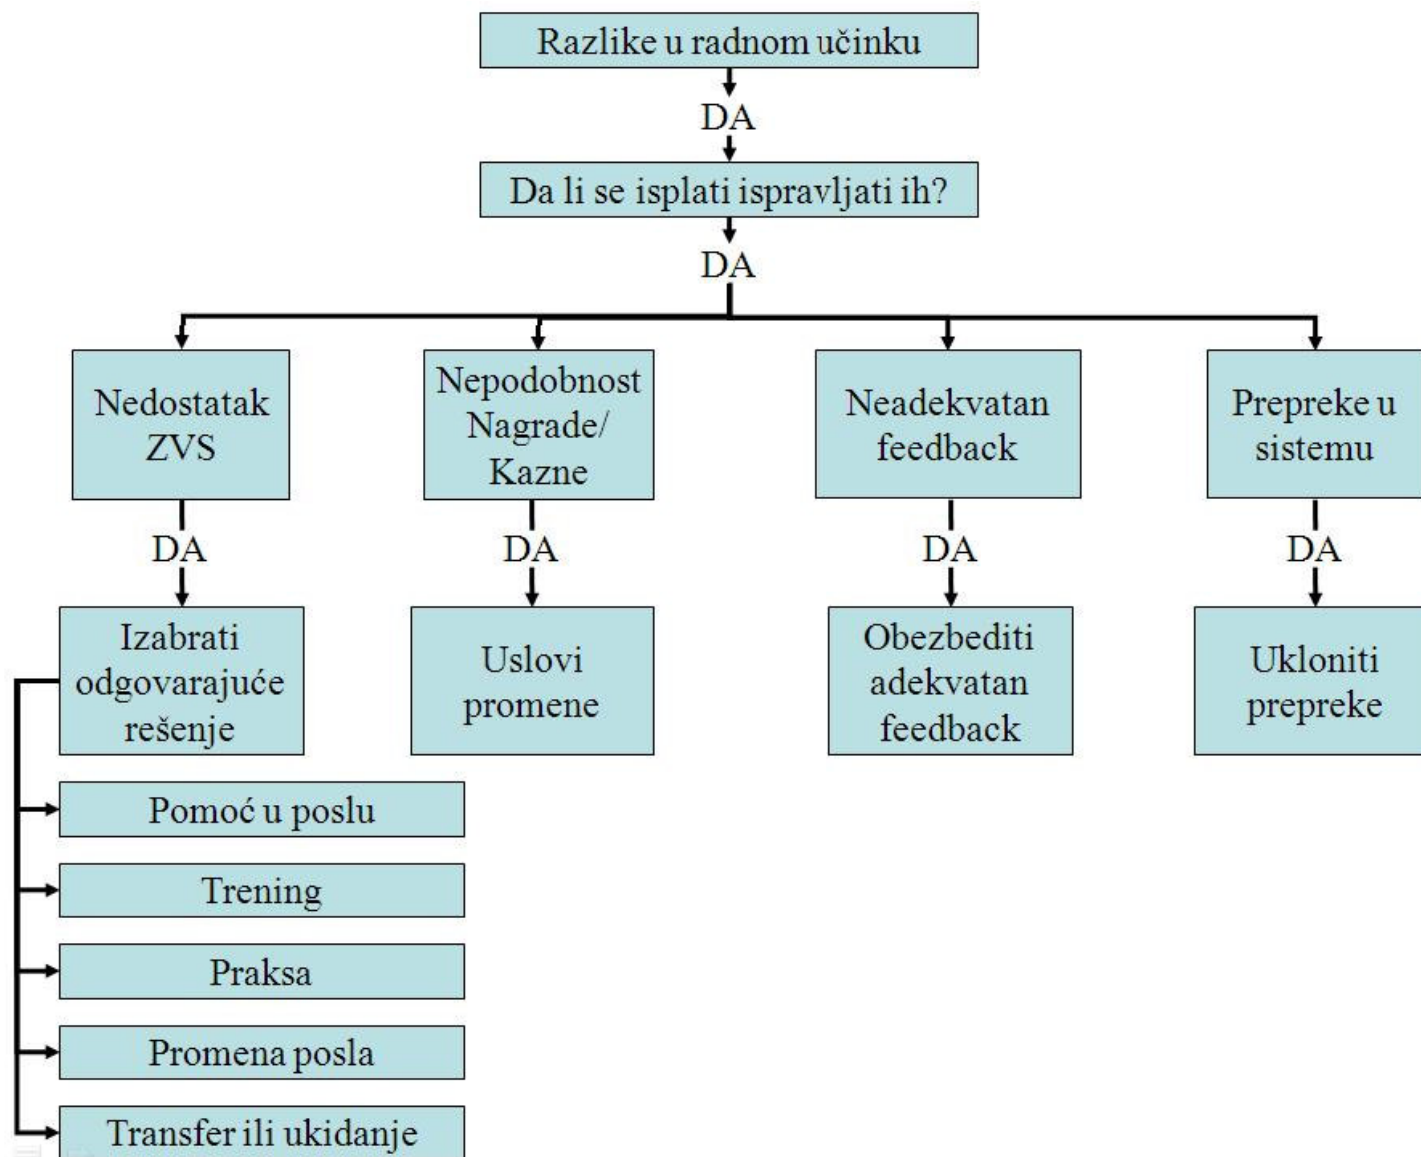 Razlike u radnom učinku
DA
Da li se isplati ispravljati ih?
DA
Nedostatak
ZVS
Nepodobnost
Nagrade/
Kazne
Neadekvatan
feedback
Prepreke u
sistemu
DA
DA
DA
DA
Izabrati
odgovarajuće
rešenje
Uslovi
promene
Obezbediti
adekvatan
feedback
Ukloniti
prepreke
Pomoć u poslu
Trening
Praksa
Promena posla
Transfer ili ukidanje